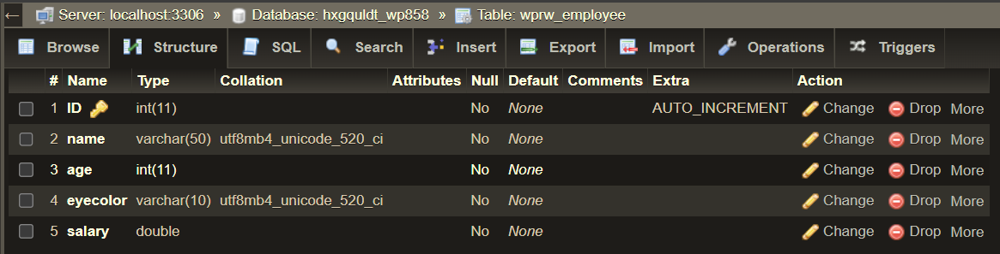 ← Server: localhost:3306 » Database: hxgquldt_wp858 » Table: wprw_employee
Browse Structure SQL Search Insert Export Import Operations Triggers
# Name Type Collation Attributes Null Default Comments Extra Action
1 ID int(11) No None AUTO_INCREMENT Change Drop More
2 name varchar(50) utf8mb4_unicode_520_ci No None Change Drop More
3 age int(11) No None Change Drop More
4 eyecolor varchar(10) utf8mb4_unicode_520_ci No None Change Drop More
5 salary double No None Change Drop More